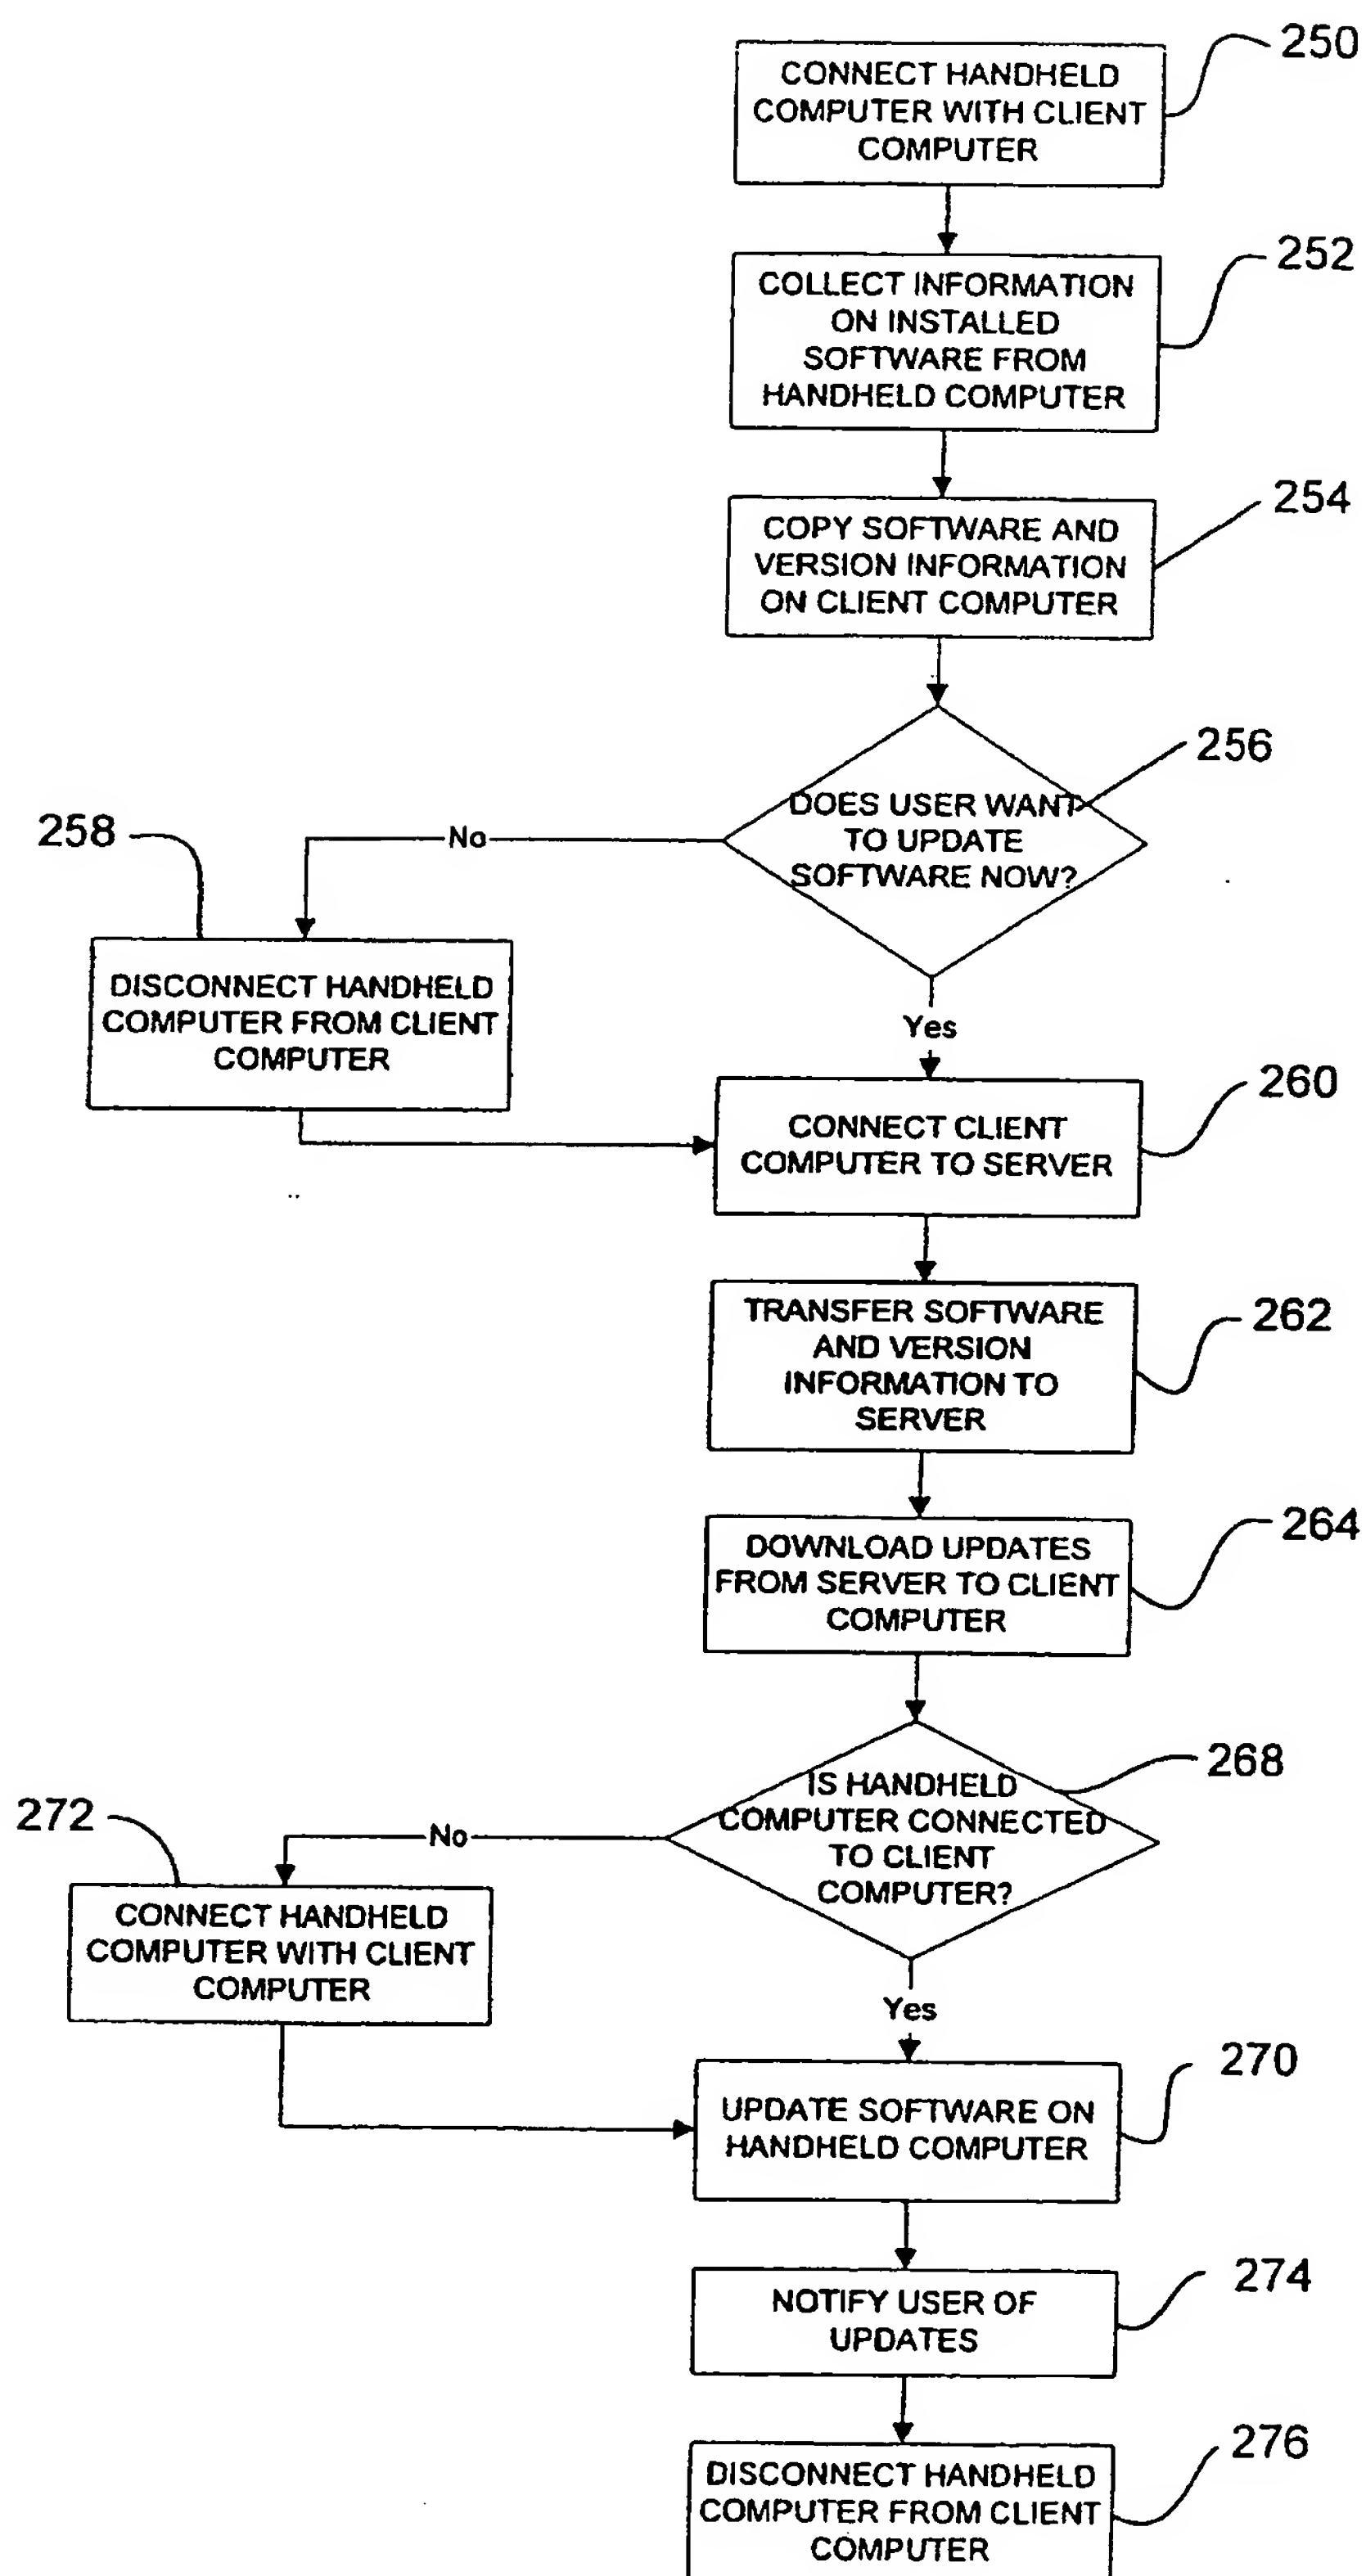 250
CONNECT HANDHELD
COMPUTER WITH CLIENT
COMPUTER
252
COLLECT INFORMATION
ON INSTALLED
SOFTWARE FROM
HANDHELD COMPUTER
254
COPY SOFTWARE AND
VERSION INFORMATION
ON CLIENT COMPUTER
256
DOES USER WANT
TO UPDATE
SOFTWARE NOW?
No
258
DISCONNECT HANDHELD
COMPUTER FROM CLIENT
COMPUTER
Yes
260
CONNECT CLIENT
COMPUTER TO SERVER
262
TRANSFER SOFTWARE
AND VERSION
INFORMATION TO
SERVER
264
DOWNLOAD UPDATES
FROM SERVER TO CLIENT
COMPUTER
268
IS HANDHELD
COMPUTER CONNECTED
TO CLIENT
COMPUTER?
No
272
CONNECT HANDHELD
COMPUTER WITH CLIENT
COMPUTER
Yes
270
UPDATE SOFTWARE ON
HANDHELD COMPUTER
274
NOTIFY USER OF
UPDATES
276
DISCONNECT HANDHELD
COMPUTER FROM CLIENT
COMPUTER